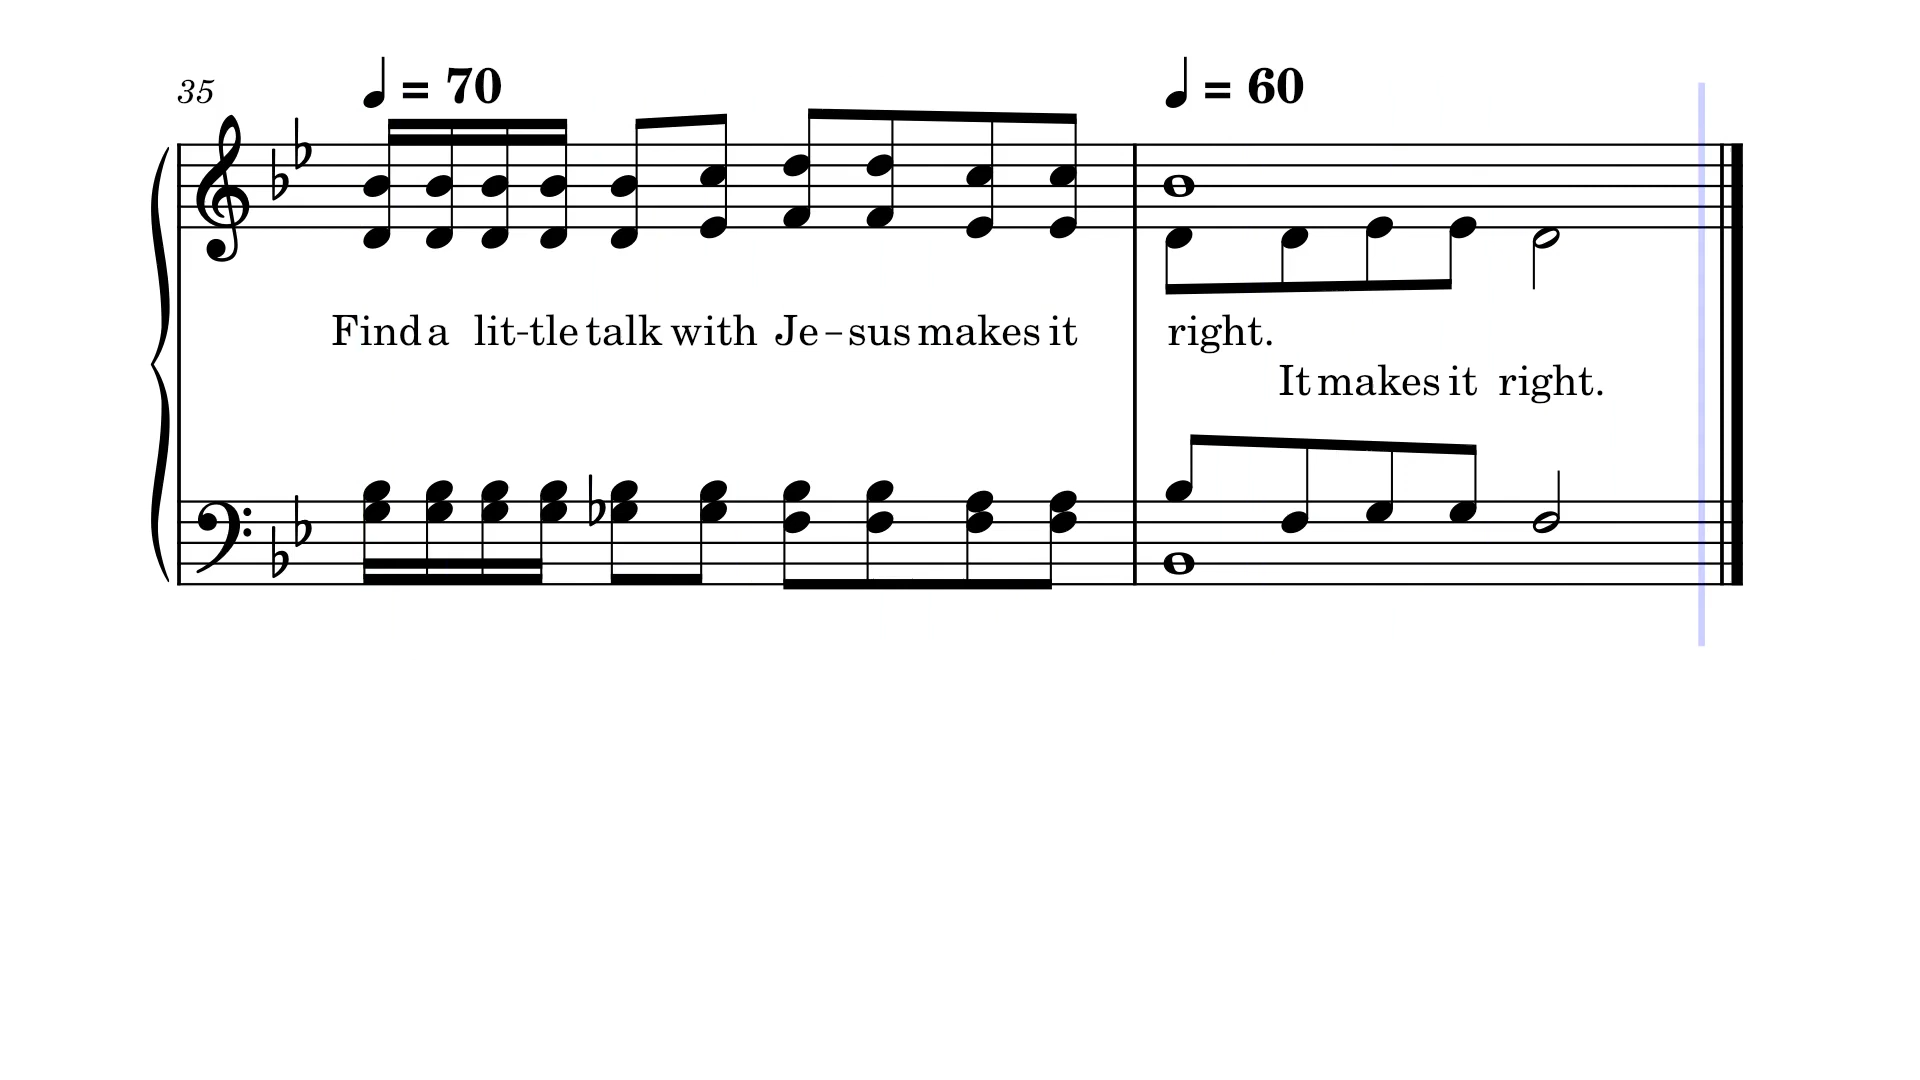 35
♩ = 70 ♩ = 60
Find a lit-tle talk with Je-sus makes it right.
It makes it right.